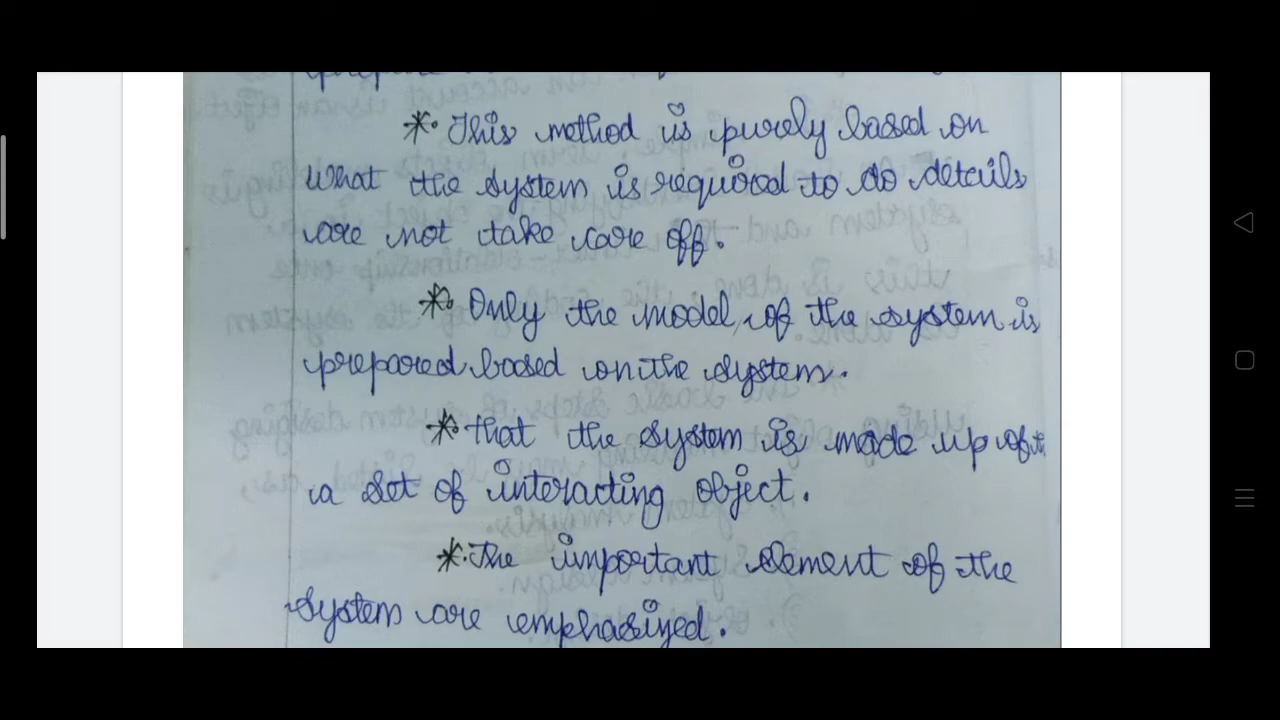 prepare
*. This method is purely based on
what the system is required to do details
are not take care off.
*. Only the model of the system is
prepared based on the system.
*. that the system is made up of
a set of interacting object.
*. The important element of the
system are emphasized.